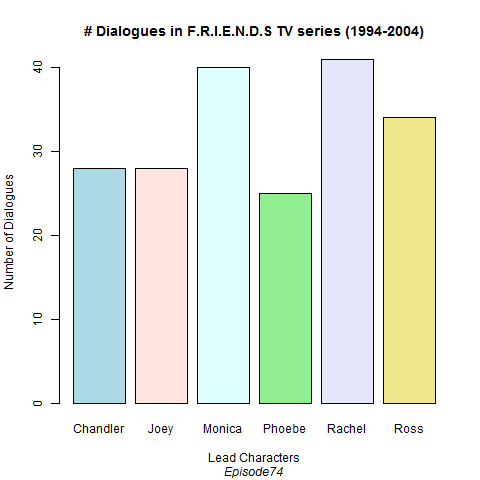 # Dialogues in F.R.I.E.N.D.S TV series (1994-2004)
Number of Dialogues
40
30
20
10
0
Chandler Joey Monica Phoebe Rachel Ross
Lead Characters
Episode74